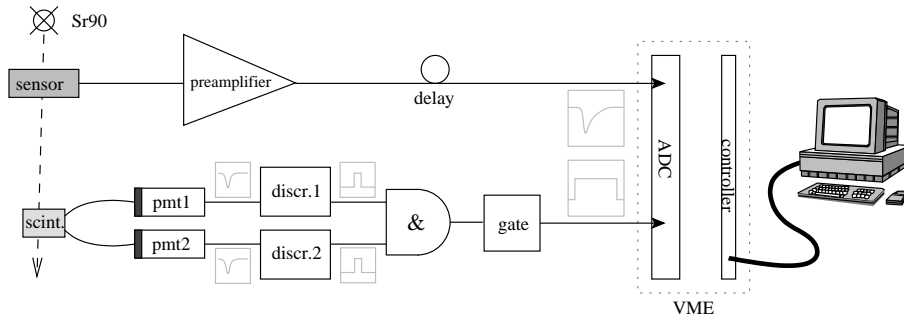 Sr90
sensor
preamplifier
delay
ADC
controller
scint.
pmt1
discr.1
&
gate
pmt2
discr.2
VME